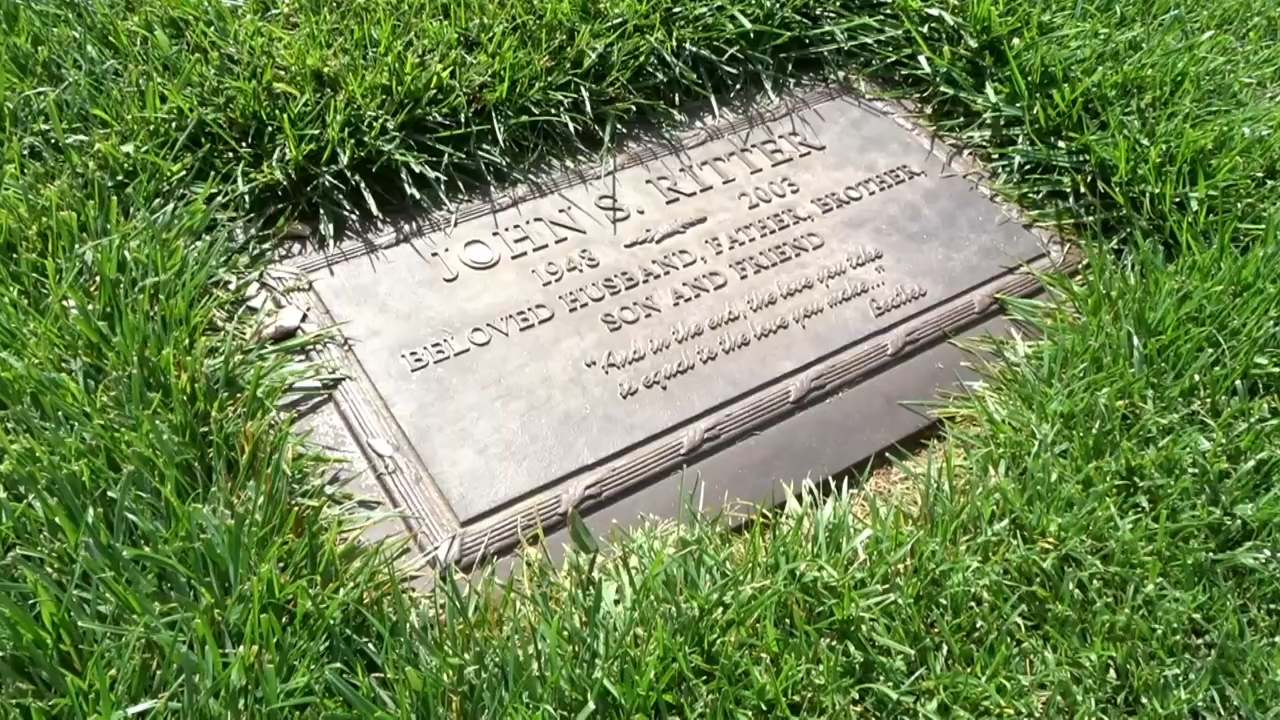 JOHN S. RITTER
1948 2003
BELOVED HUSBAND, FATHER, BROTHER,
SON AND FRIEND
"And in the end, the love you take
is equal to the love you make..."
Beatles